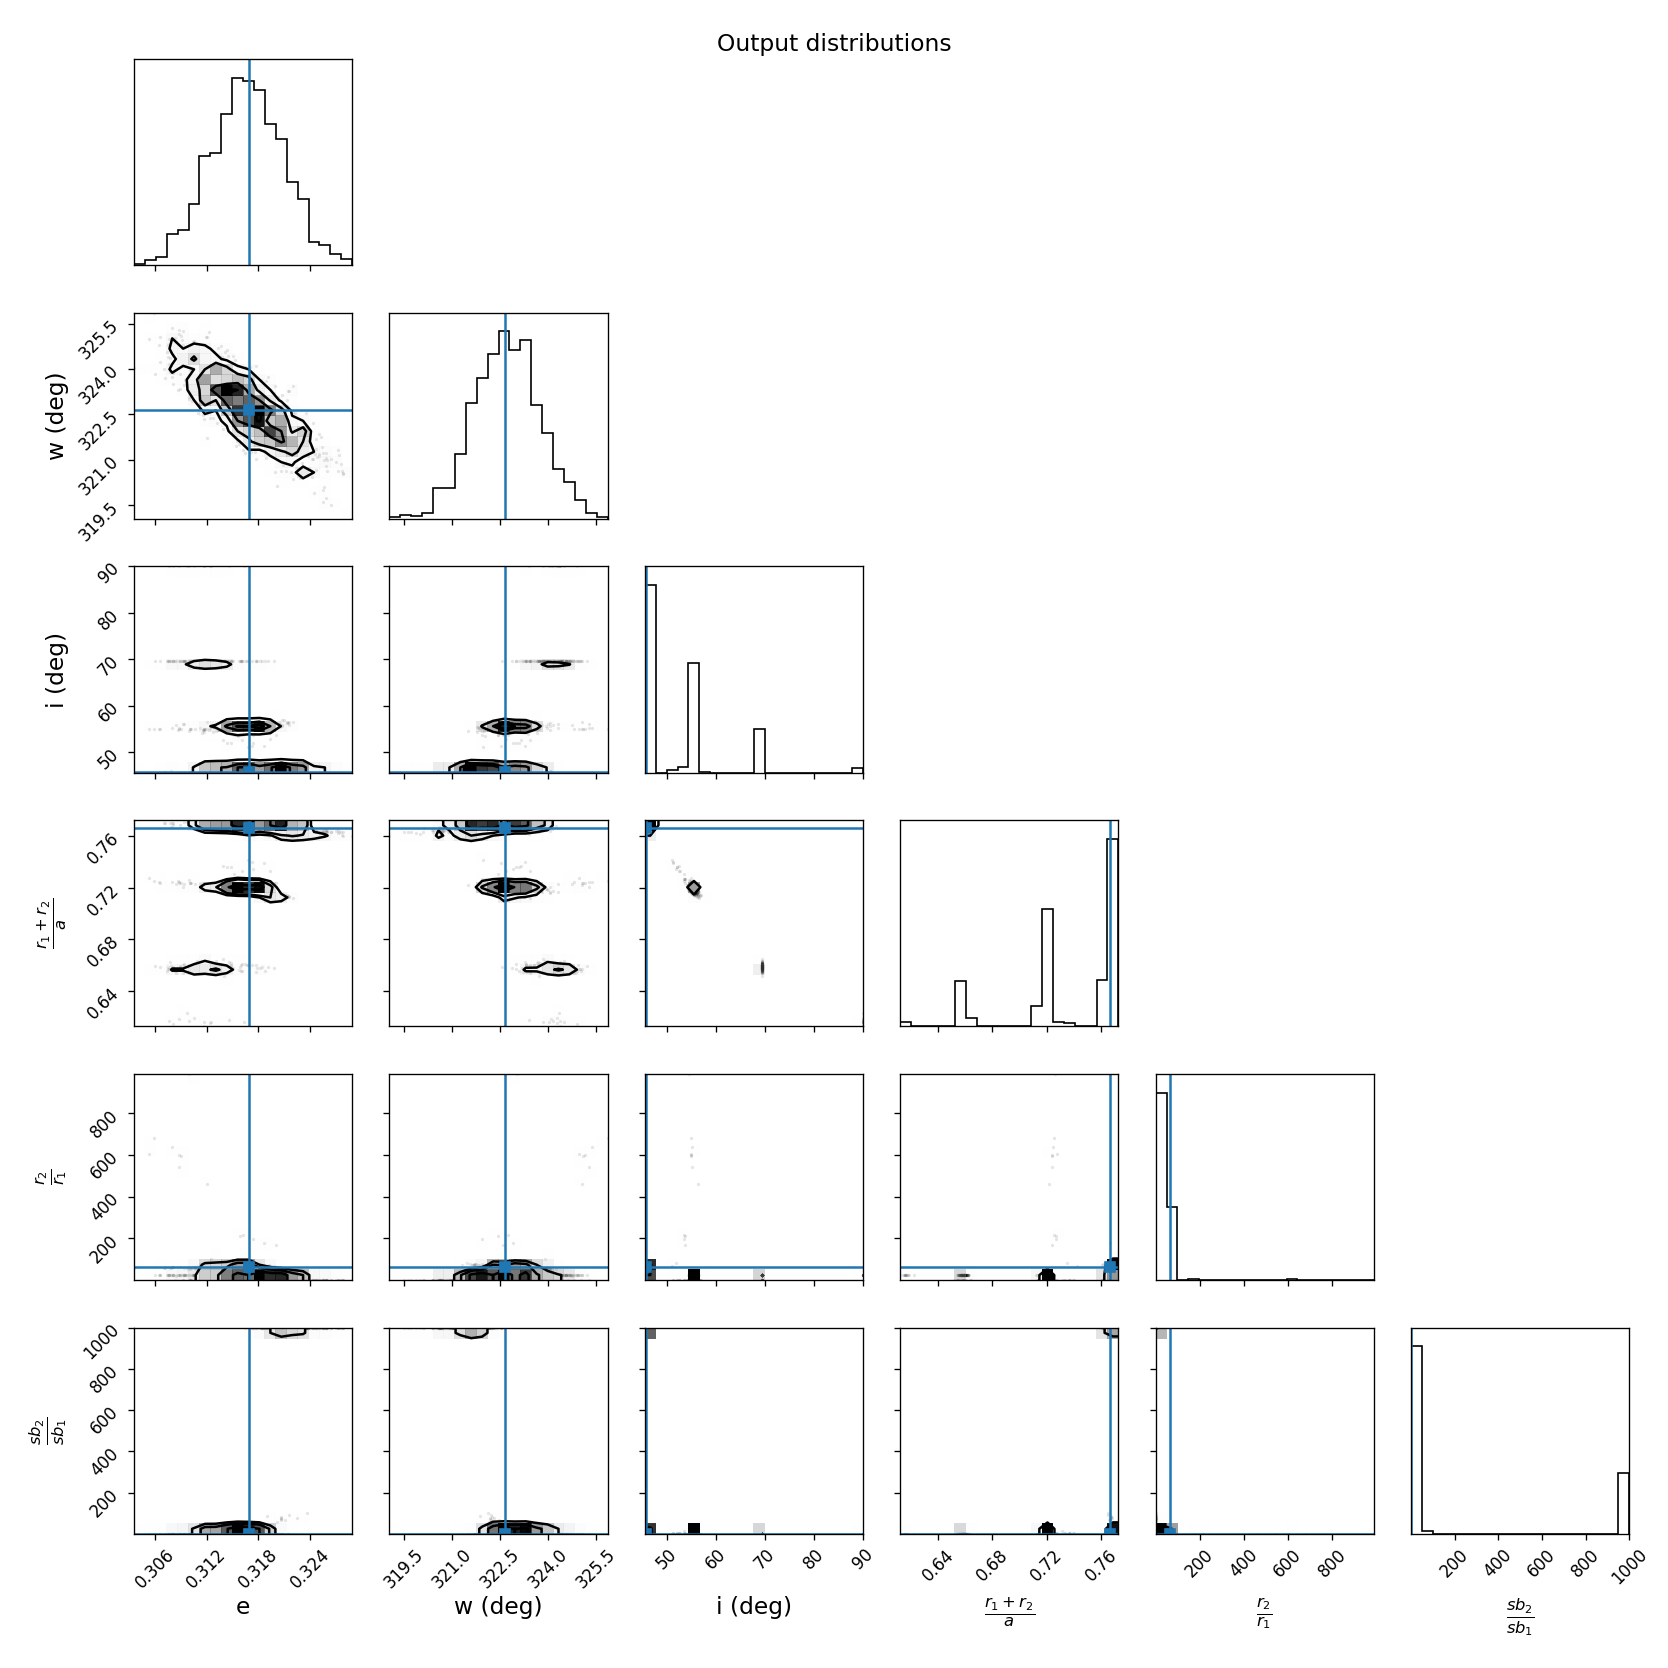 Output distributions
w (deg)
325.5
324.0
322.5
321.0
319.5
i (deg)
90
80
70
60
50
r1 + r2
a
0.76
0.72
0.68
0.64
r2
r1
800
600
400
200
sb2
sb1
1000
800
600
400
200
0.306 0.312 0.318 0.324
319.5 321.0 322.5 324.0 325.5
50 60 70 80 90
0.64 0.68 0.72 0.76
200 400 600 800
200 400 600 800 1000
e
w (deg)
i (deg)
r1 + r2
a
r2
r1
sb2
sb1